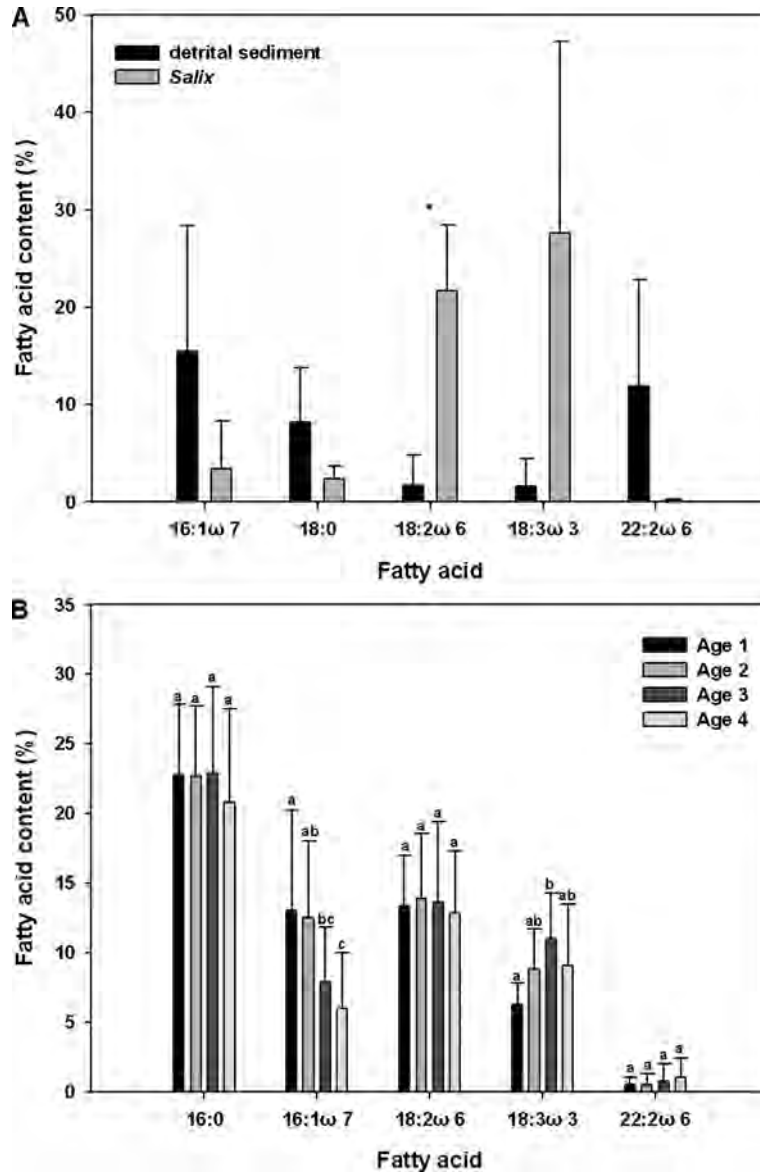 A
50
40
30
20
10
0
Fatty acid content (%)
detrital sediment
Salix
*
16:1ω 7 18:0 18:2ω 6 18:3ω 3 22:2ω 6
Fatty acid
B
35
30
25
20
15
10
5
0
Fatty acid content (%)
Age 1
Age 2
Age 3
Age 4
a a a a
a ab bc c
a a a a
a ab b ab
a a a a
16:0 16:1ω 7 18:2ω 6 18:3ω 3 22:2ω 6
Fatty acid